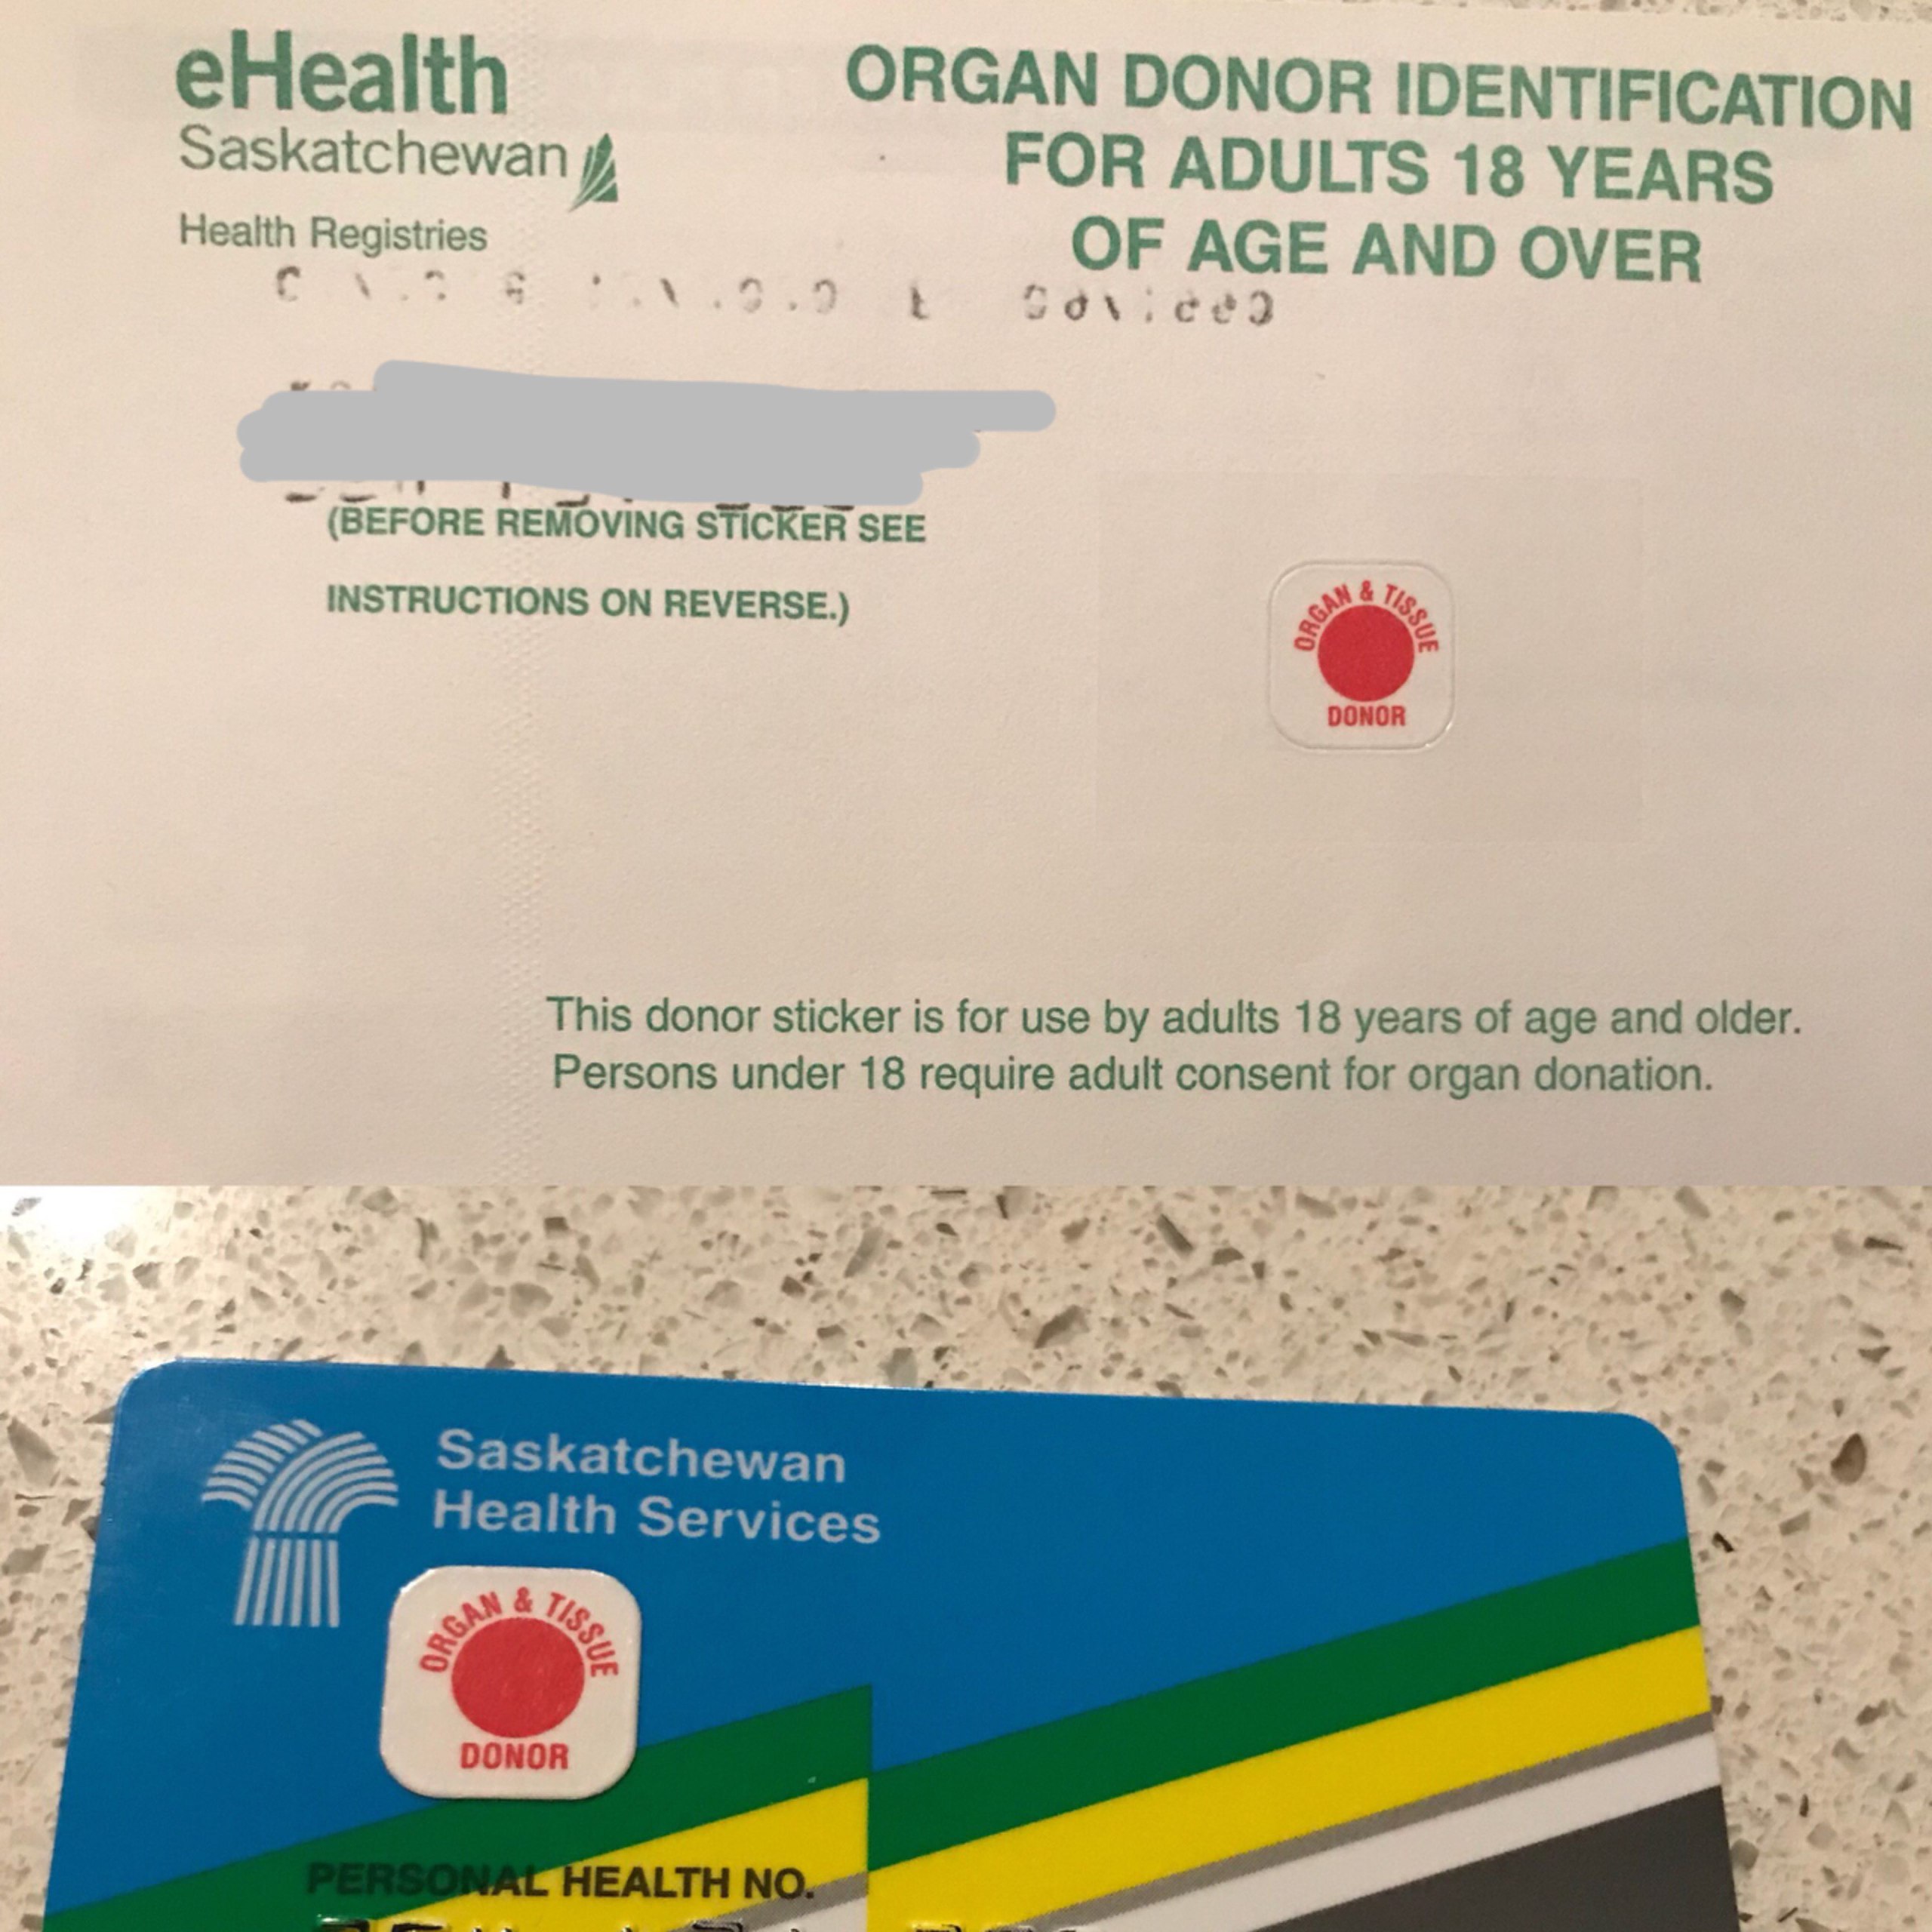 eHealth
Saskatchewan
Health Registries
ORGAN DONOR IDENTIFICATION
FOR ADULTS 18 YEARS
OF AGE AND OVER
(BEFORE REMOVING STICKER SEE
INSTRUCTIONS ON REVERSE.)
ORGAN & TISSUE
DONOR
This donor sticker is for use by adults 18 years of age and older.
Persons under 18 require adult consent for organ donation.
Saskatchewan
Health Services
ORGAN & TISSUE
DONOR
PERSONAL HEALTH NO.